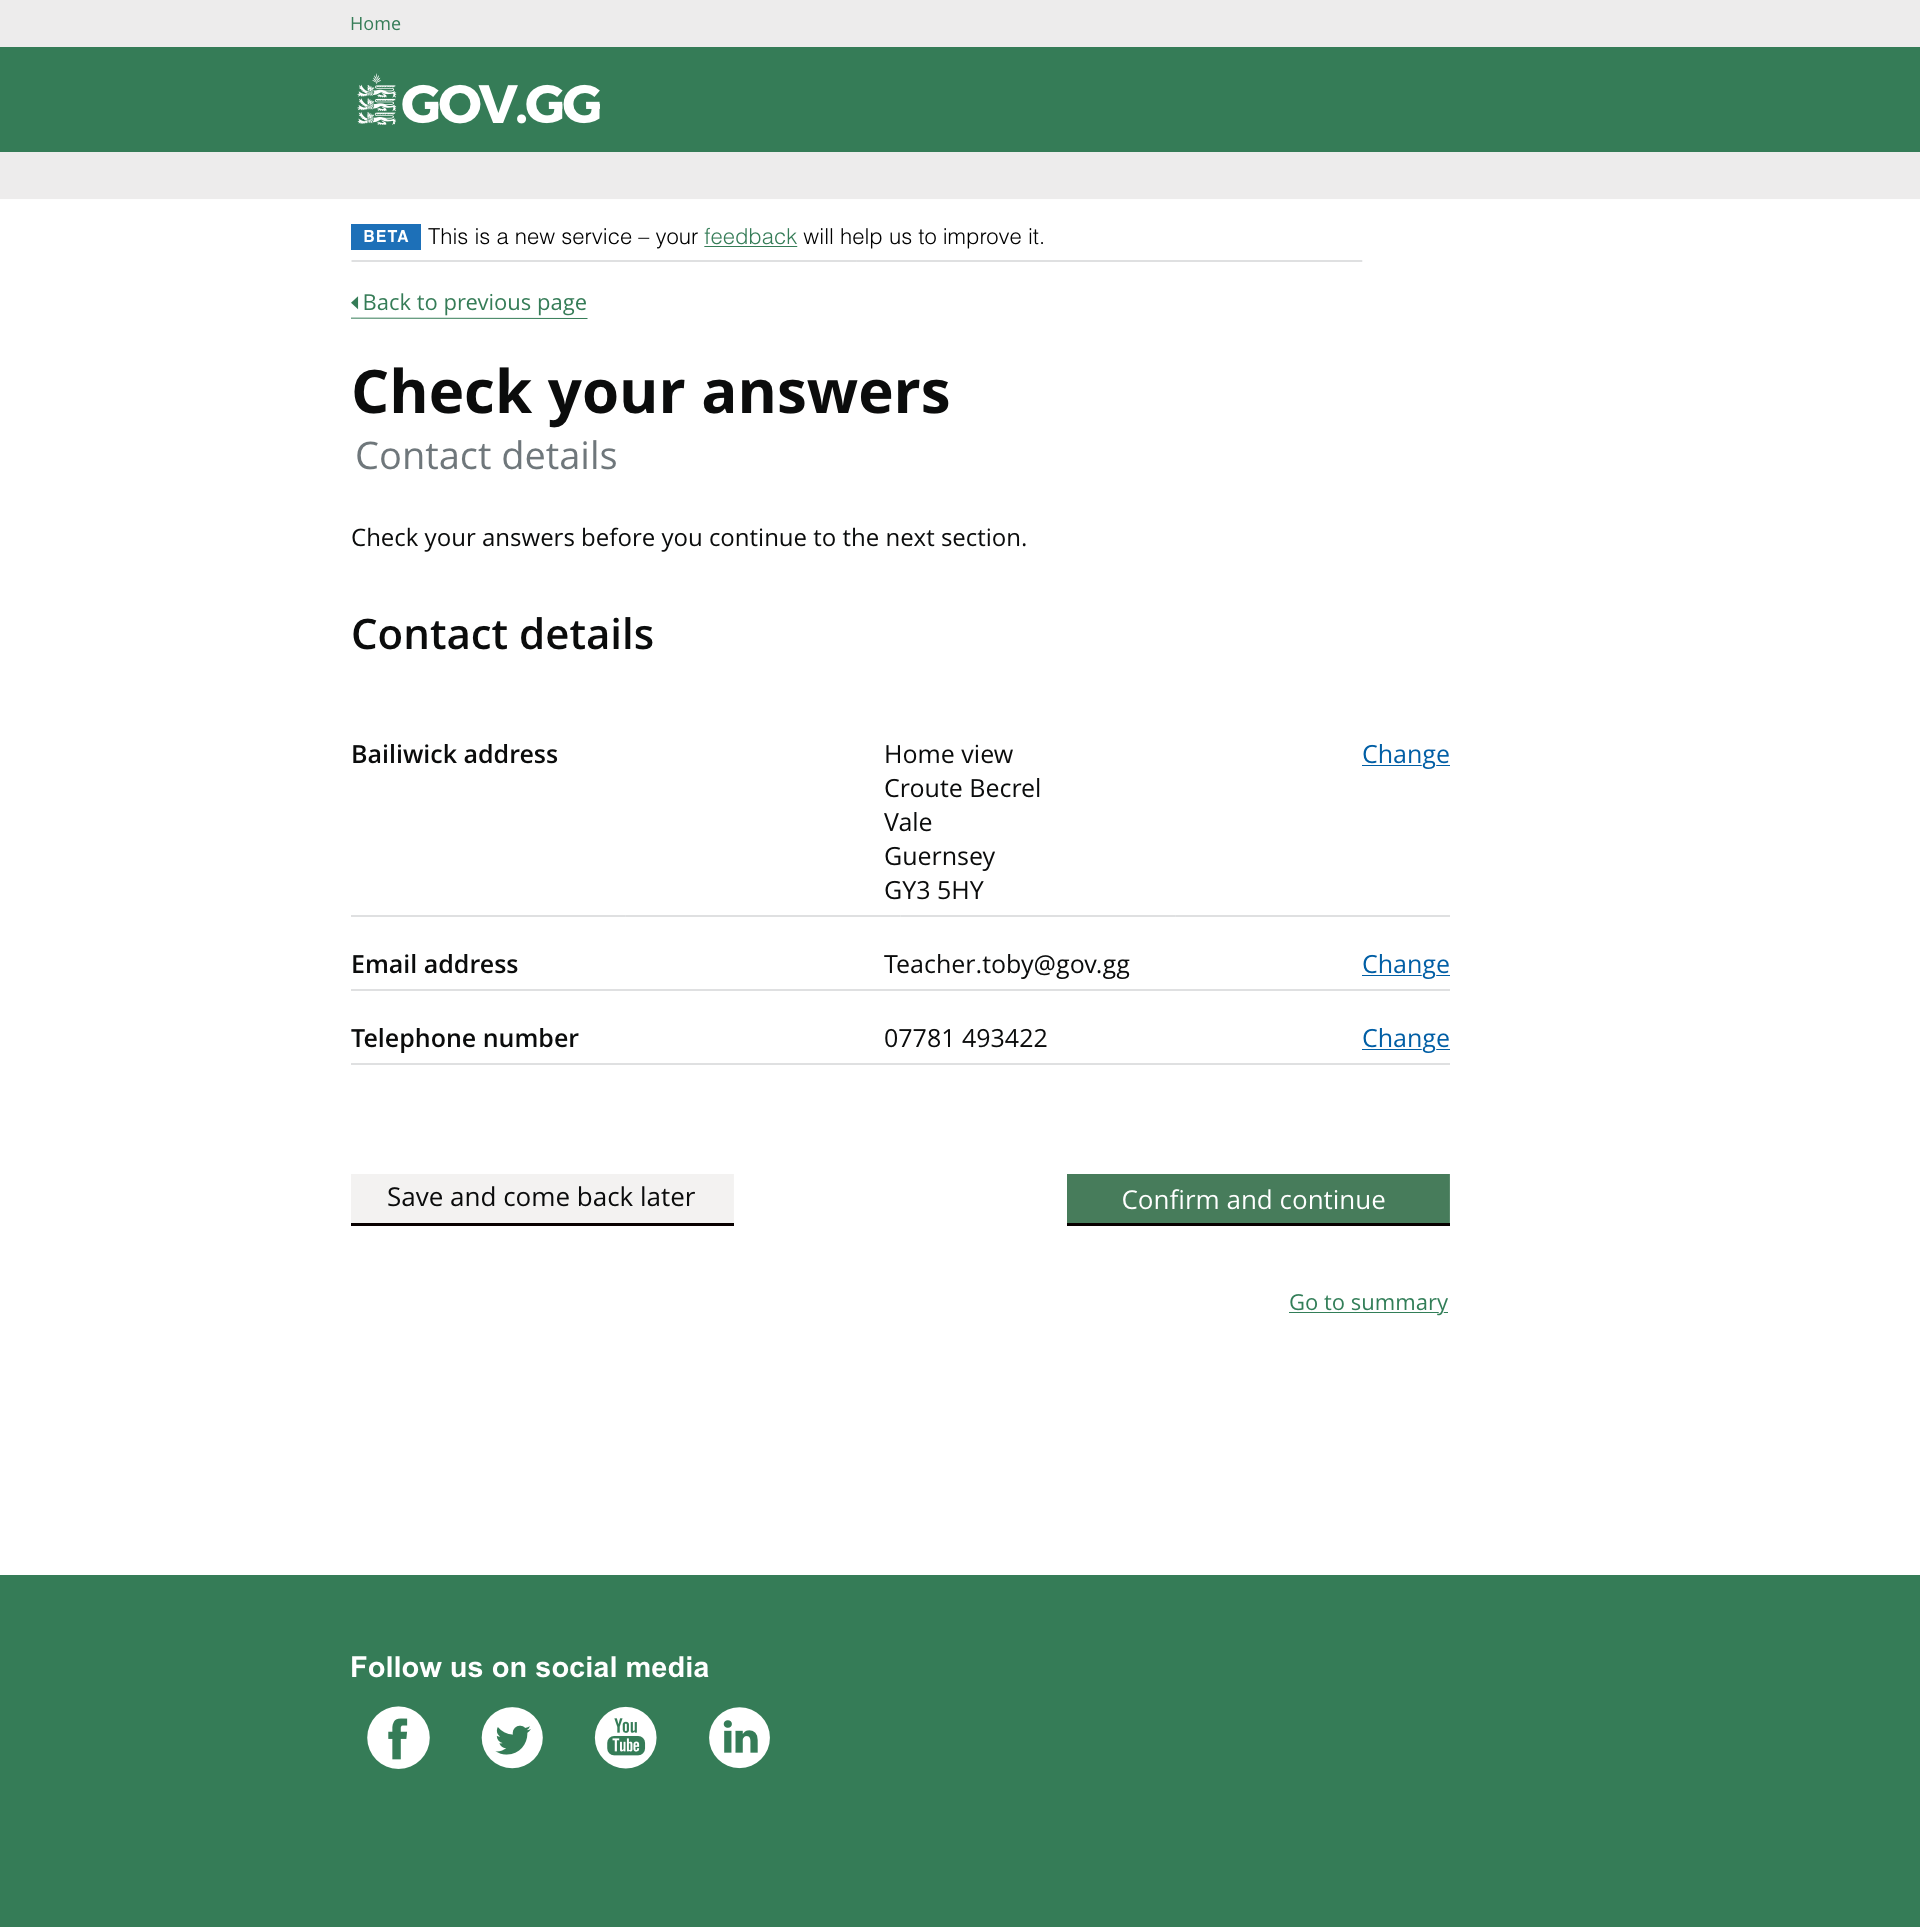 Home
GOV.GG
BETA This is a new service – your feedback will help us to improve it.
Back to previous page
Check your answers
Contact details
Check your answers before you continue to the next section.
Contact details
Bailiwick address Home view Change
Croute Becrel
Vale
Guernsey
GY3 5HY
Email address Teacher.toby@gov.gg Change
Telephone number 07781 493422 Change
Save and come back later Confirm and continue
Go to summary
Follow us on social media
f You Tube in